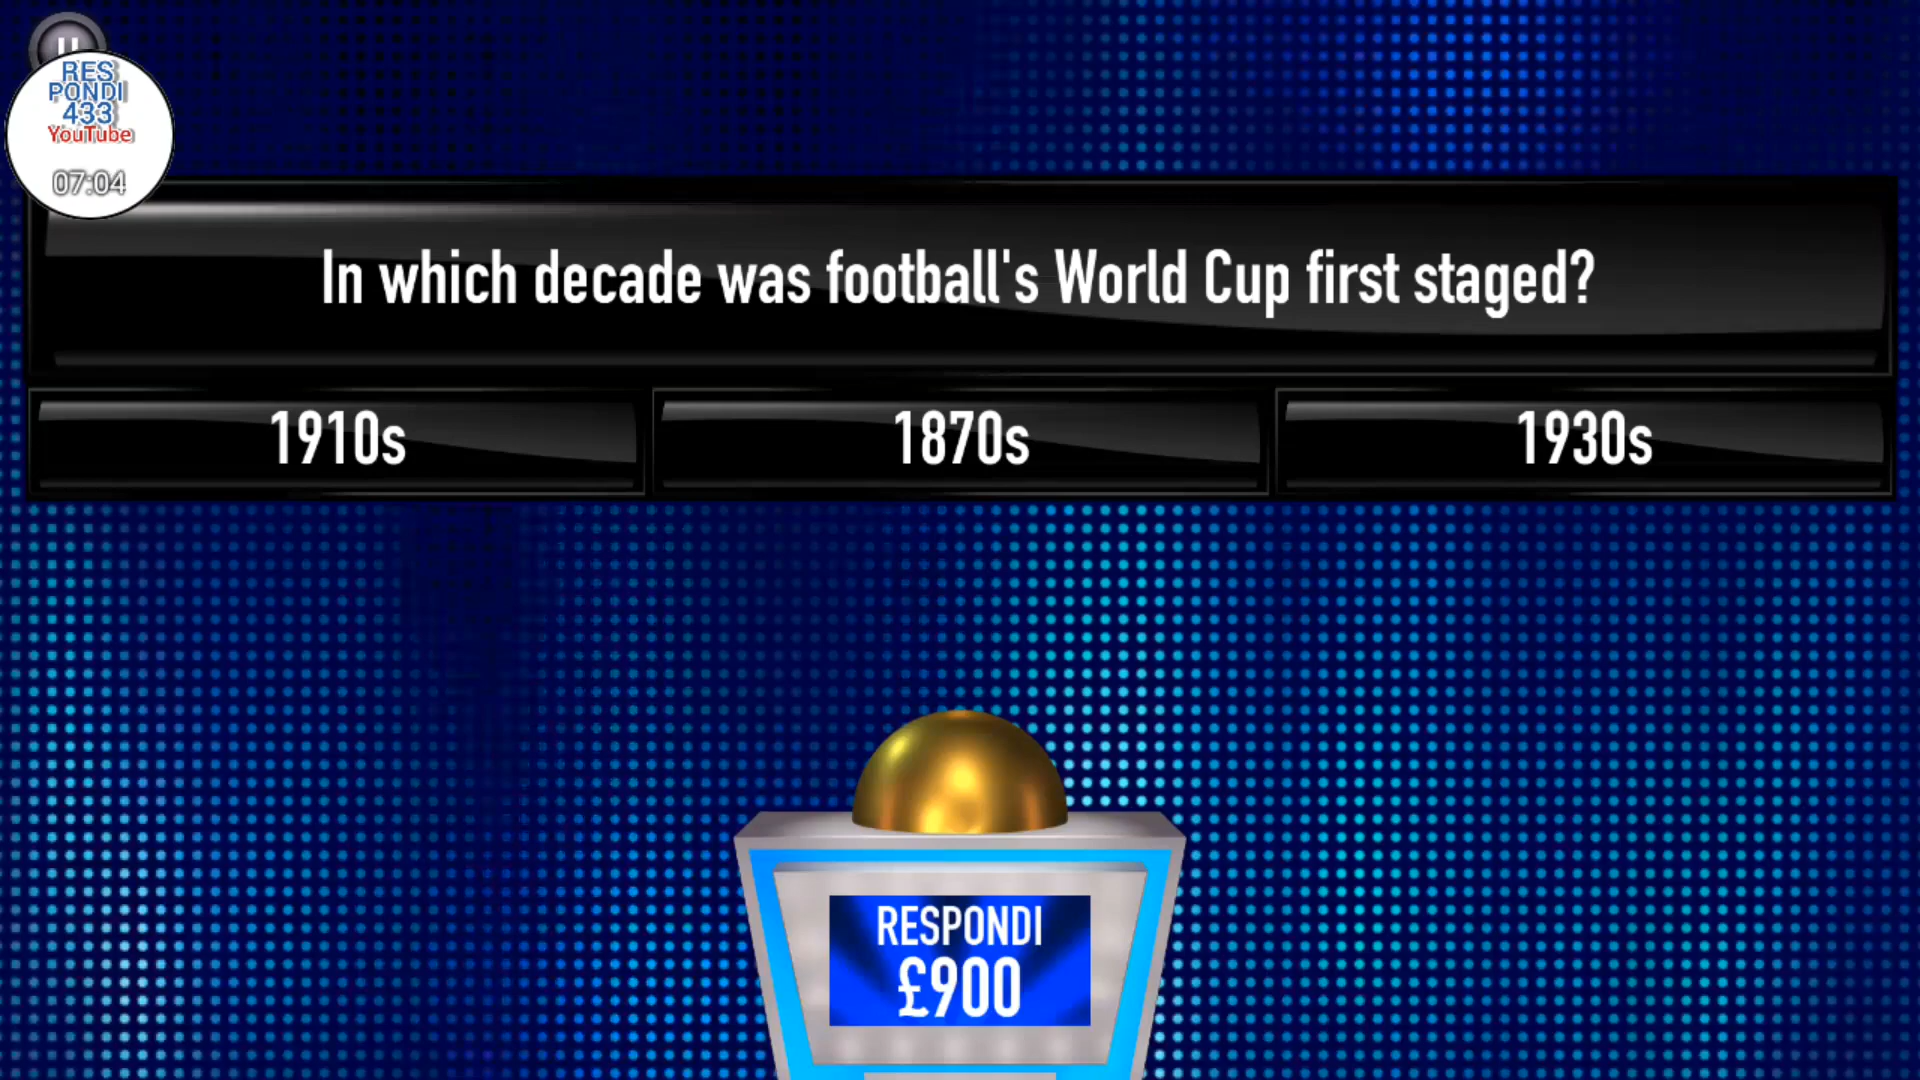 RES
PONDI
433
YouTube
07:04
In which decade was football's World Cup first staged?
1910s
1870s
1930s
RESPONDI
£900